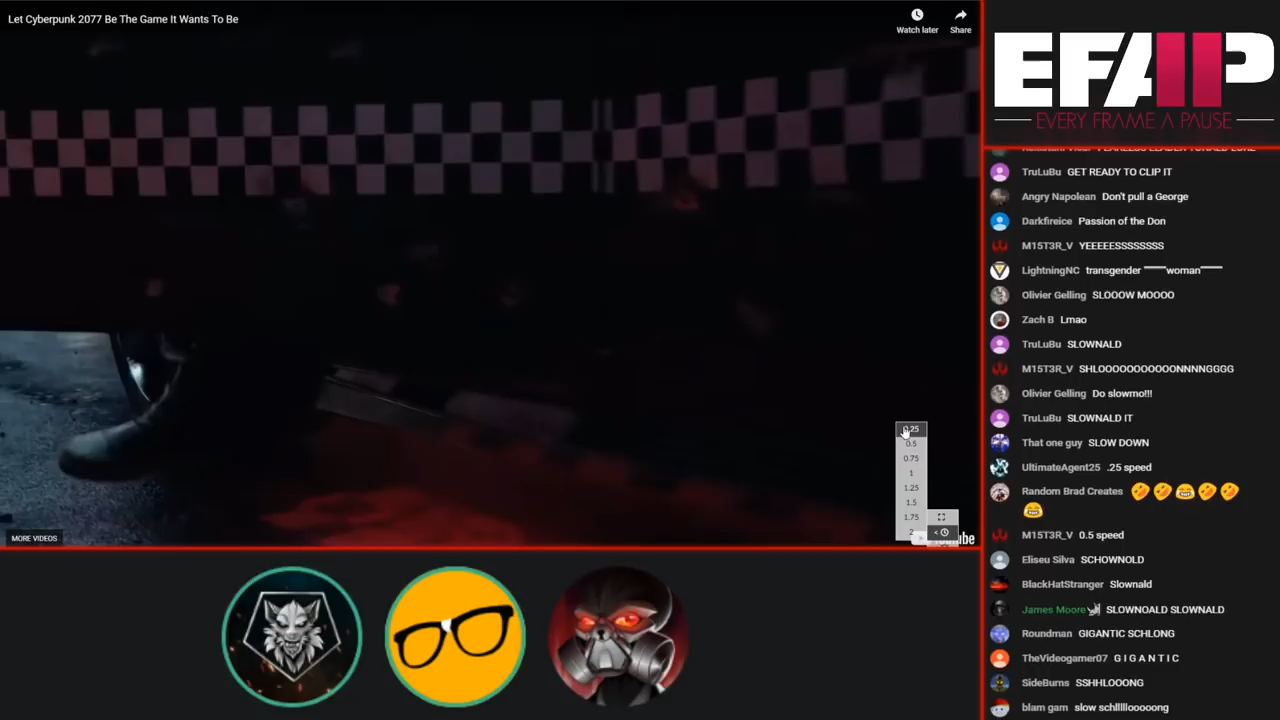 Let Cyberpunk 2077 Be The Game It Wants To Be
Watch later
Share
EFAP
EVERY FRAME A PAUSE
TruLuBu GET READY TO CLIP IT
Angry Napolean Don't pull a George
Darkfireice Passion of the Don
M15T3R_V YEEEEESSSSSSSS
LightningNC transgender """""woman"""""
Olivier Gelling SLOOOW MOOOO
Zach B Lmao
TruLuBu SLOWNALD
M15T3R_V SHLOOOOOOOOOONNNNGGGG
Olivier Gelling Do slowmo!!!
TruLuBu SLOWNALD IT
That one guy SLOW DOWN
UltimateAgent25 .25 speed
Random Brad Creates 🤣🤣😂🤣🤣
😂
M15T3R_V 0.5 speed
Eliseu Silva SCHOWNOLD
BlackHatStranger Slownald
James Moore SLOWNOALD SLOWNALD
Roundman GIGANTIC SCHLONG
TheVideogamer07 G I G A N T I C
SideBurns SSHHLOOONG
blam gam slow schlllllooooong
0.25
0.5
0.75
1
1.25
1.5
1.75
2
<
MORE VIDEOS